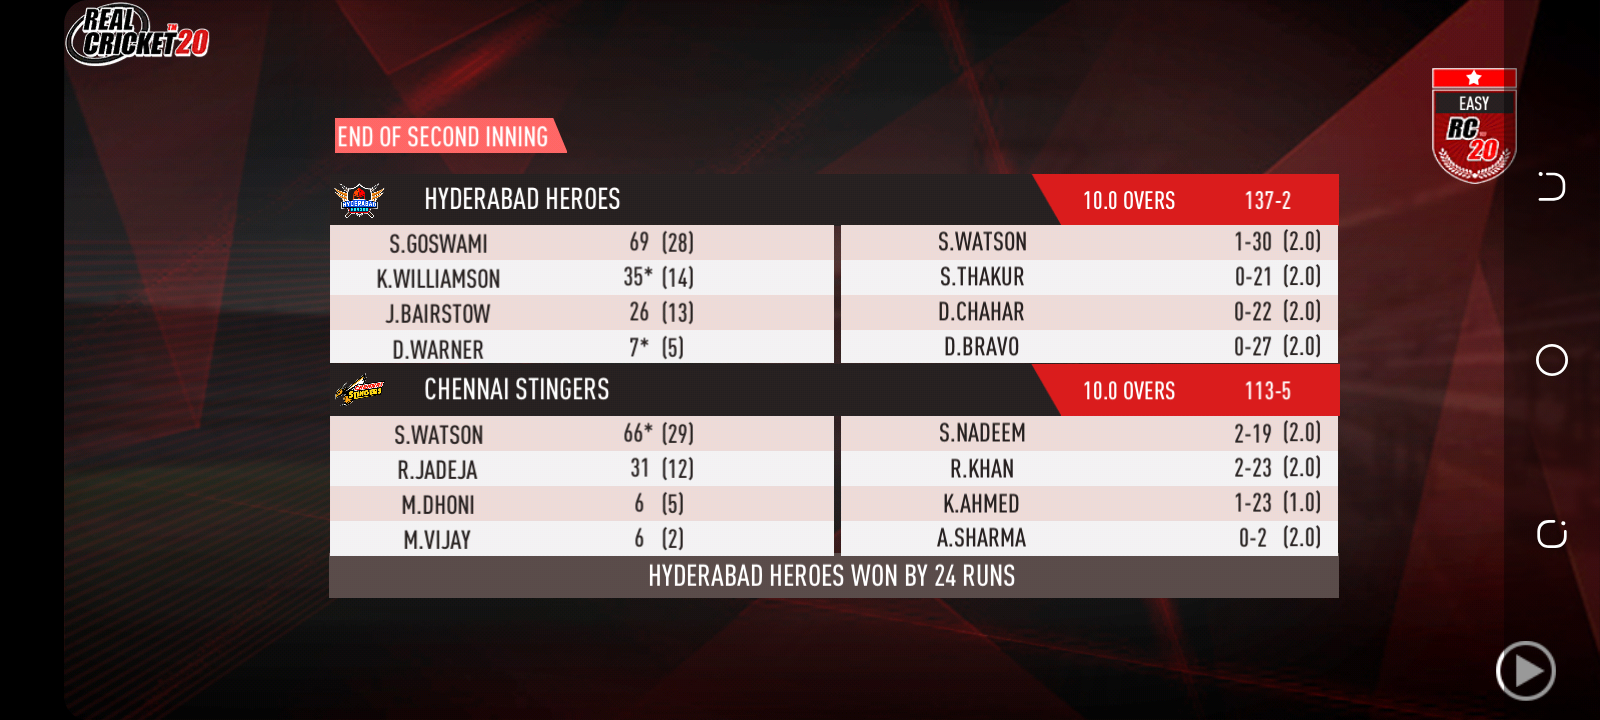 REAL CRICKET™20
EASY
RC 20
END OF SECOND INNING
HYDERABAD HEROES 10.0 OVERS 137-2
S.GOSWAMI 69 (28) S.WATSON 1-30 (2.0)
K.WILLIAMSON 35* (14) S.THAKUR 0-21 (2.0)
J.BAIRSTOW 26 (13) D.CHAHAR 0-22 (2.0)
D.WARNER 7* (5) D.BRAVO 0-27 (2.0)
CHENNAI STINGERS 10.0 OVERS 113-5
S.WATSON 66* (29) S.NADEEM 2-19 (2.0)
R.JADEJA 31 (12) R.KHAN 2-23 (2.0)
M.DHONI 6 (5) K.AHMED 1-23 (1.0)
M.VIJAY 6 (2) A.SHARMA 0-2 (2.0)
HYDERABAD HEROES WON BY 24 RUNS